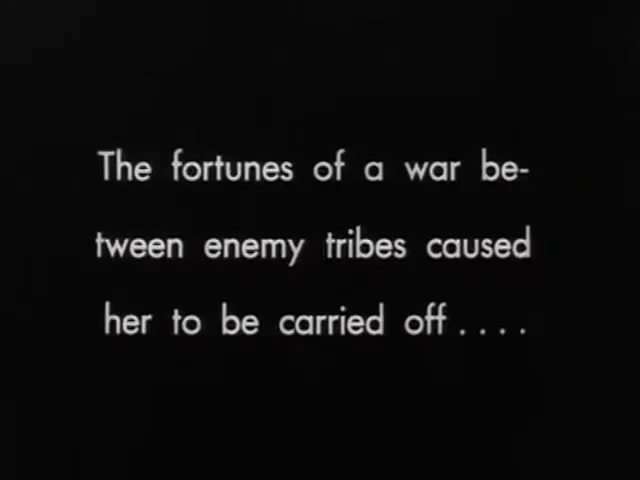 The fortunes of a war be-
tween enemy tribes caused
her to be carried off....